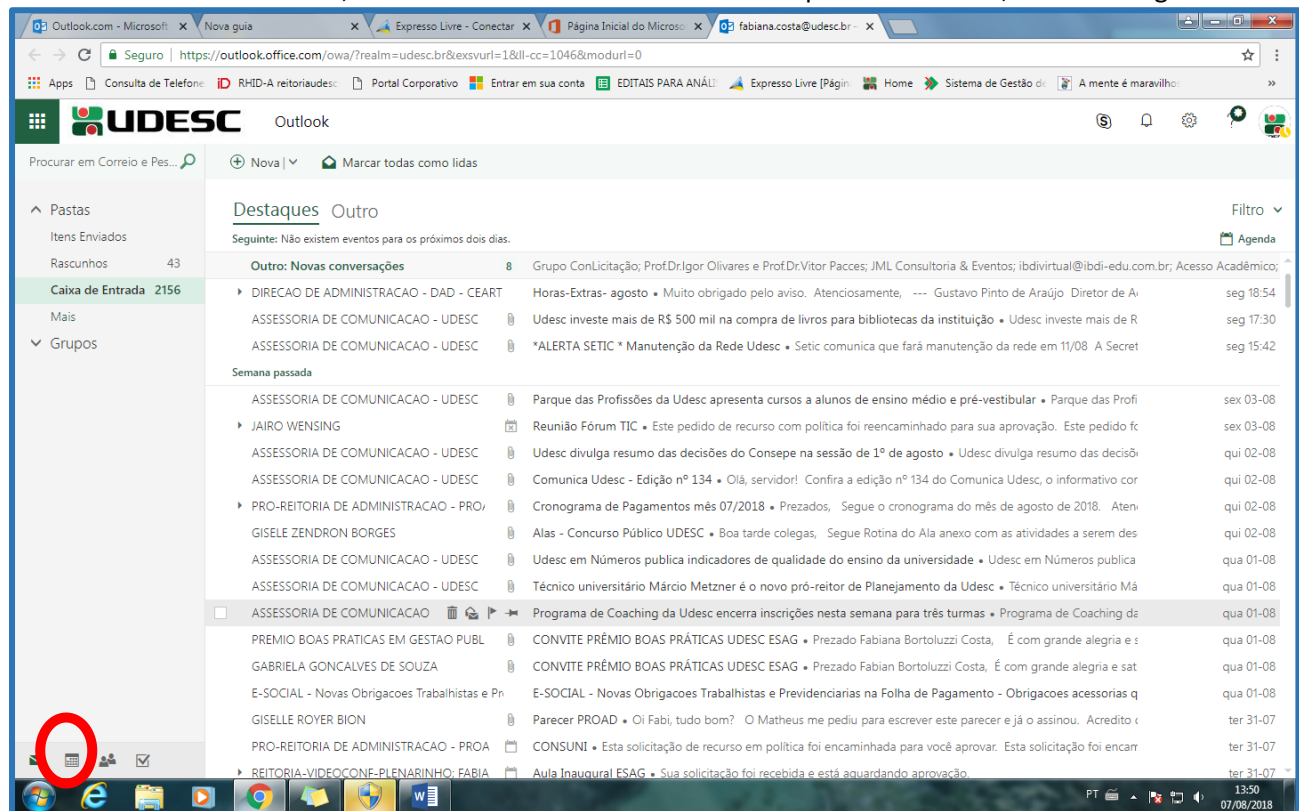 Outlook.com - Microsoft
Nova guia
Expresso Livre - Conectar
Página Inicial do Microso
fabiana.costa@udesc.br -
Seguro | https://outlook.office.com/owa/?realm=udesc.br&exsvurl=1&ll-cc=1046&modurl=0
Apps Consulta de Telefone RHID-A reitoriaudesc Portal Corporativo Entrar em sua conta EDITAIS PARA ANÁLI Expresso Livre [Págin Home Sistema de Gestão de A mente é maravilho »
UDESC Outlook
Procurar em Correio e Pes... Nova | Marcar todas como lidas
Pastas
Itens Enviados
Rascunhos 43
Caixa de Entrada 2156
Mais
Grupos
Destaques Outro Filtro
Seguinte: Não existem eventos para os próximos dois dias. Agenda
Outro: Novas conversações 8 Grupo ConLicitação; Prof.Dr.Igor Olivares e Prof.Dr.Vitor Pacces; JML Consultoria & Eventos; ibdivirtual@ibdi-edu.com.br; Acesso Acadêmico;
DIRECAO DE ADMINISTRACAO - DAD - CEART Horas-Extras- agosto • Muito obrigado pelo aviso. Atenciosamente, --- Gustavo Pinto de Araújo Diretor de A seg 18:54
ASSESSORIA DE COMUNICACAO - UDESC Udesc investe mais de R$ 500 mil na compra de livros para bibliotecas da instituição • Udesc investe mais de R seg 17:30
ASSESSORIA DE COMUNICACAO - UDESC *ALERTA SETIC * Manutenção da Rede Udesc • Setic comunica que fará manutenção da rede em 11/08 A Secret seg 15:42
Semana passada
ASSESSORIA DE COMUNICACAO - UDESC Parque das Profissões da Udesc apresenta cursos a alunos de ensino médio e pré-vestibular • Parque das Profi sex 03-08
JAIRO WENSING Reunião Fórum TIC • Este pedido de recurso com política foi reencaminhado para sua aprovação. Este pedido fo sex 03-08
ASSESSORIA DE COMUNICACAO - UDESC Udesc divulga resumo das decisões do Consepe na sessão de 1º de agosto • Udesc divulga resumo das decisõ qui 02-08
ASSESSORIA DE COMUNICACAO - UDESC Comunica Udesc - Edição nº 134 • Olá, servidor! Confira a edição nº 134 do Comunica Udesc, o informativo cor qui 02-08
PRO-REITORIA DE ADMINISTRACAO - PRO Cronograma de Pagamentos mês 07/2018 • Prezados, Segue o cronograma do mês de agosto de 2018. Aten qui 02-08
GISELE ZENDRON BORGES Alas - Concurso Público UDESC • Boa tarde colegas, Segue Rotina do Ala anexo com as atividades a serem des qui 02-08
ASSESSORIA DE COMUNICACAO - UDESC Udesc em Números publica indicadores de qualidade do ensino da universidade • Udesc em Números publica qua 01-08
ASSESSORIA DE COMUNICACAO - UDESC Técnico universitário Márcio Metzner é o novo pró-reitor de Planejamento da Udesc • Técnico universitário Má qua 01-08
ASSESSORIA DE COMUNICACAO Programa de Coaching da Udesc encerra inscrições nesta semana para três turmas • Programa de Coaching da qua 01-08
PREMIO BOAS PRATICAS EM GESTAO PUBL CONVITE PRÊMIO BOAS PRÁTICAS UDESC ESAG • Prezado Fabiana Bortoluzzi Costa, É com grande alegria e s qua 01-08
GABRIELA GONCALVES DE SOUZA CONVITE PRÊMIO BOAS PRÁTICAS UDESC ESAG • Prezado Fabian Bortoluzzi Costa, É com grande alegria e sat qua 01-08
E-SOCIAL - Novas Obrigacoes Trabalhistas e Pr E-SOCIAL - Novas Obrigacoes Trabalhistas e Previdenciarias na Folha de Pagamento - Obrigacoes acessorias q qua 01-08
GISELLE ROYER BION Parecer PROAD • Oi Fabi, tudo bom? O Matheus me pediu para escrever este parecer e já o assinou. Acredito ter 31-07
PRO-REITORIA DE ADMINISTRACAO - PROA CONSUNI • Esta solicitação de recurso em política foi encaminhada para você aprovar. Esta solicitação foi encam ter 31-07
REITORIA-VIDEOCONF-PLENARINHO; FABIA Aula Inaugural ESAG • Sua solicitação foi recebida e está aguardando aprovação. ter 31-07
PT 13:50
07/08/2018